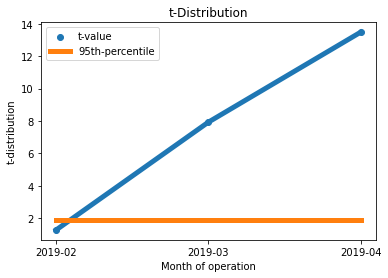 t-Distribution
t-value
95th-percentile
t-distribution
14
12
10
8
6
4
2
2019-02 2019-03 2019-04
Month of operation